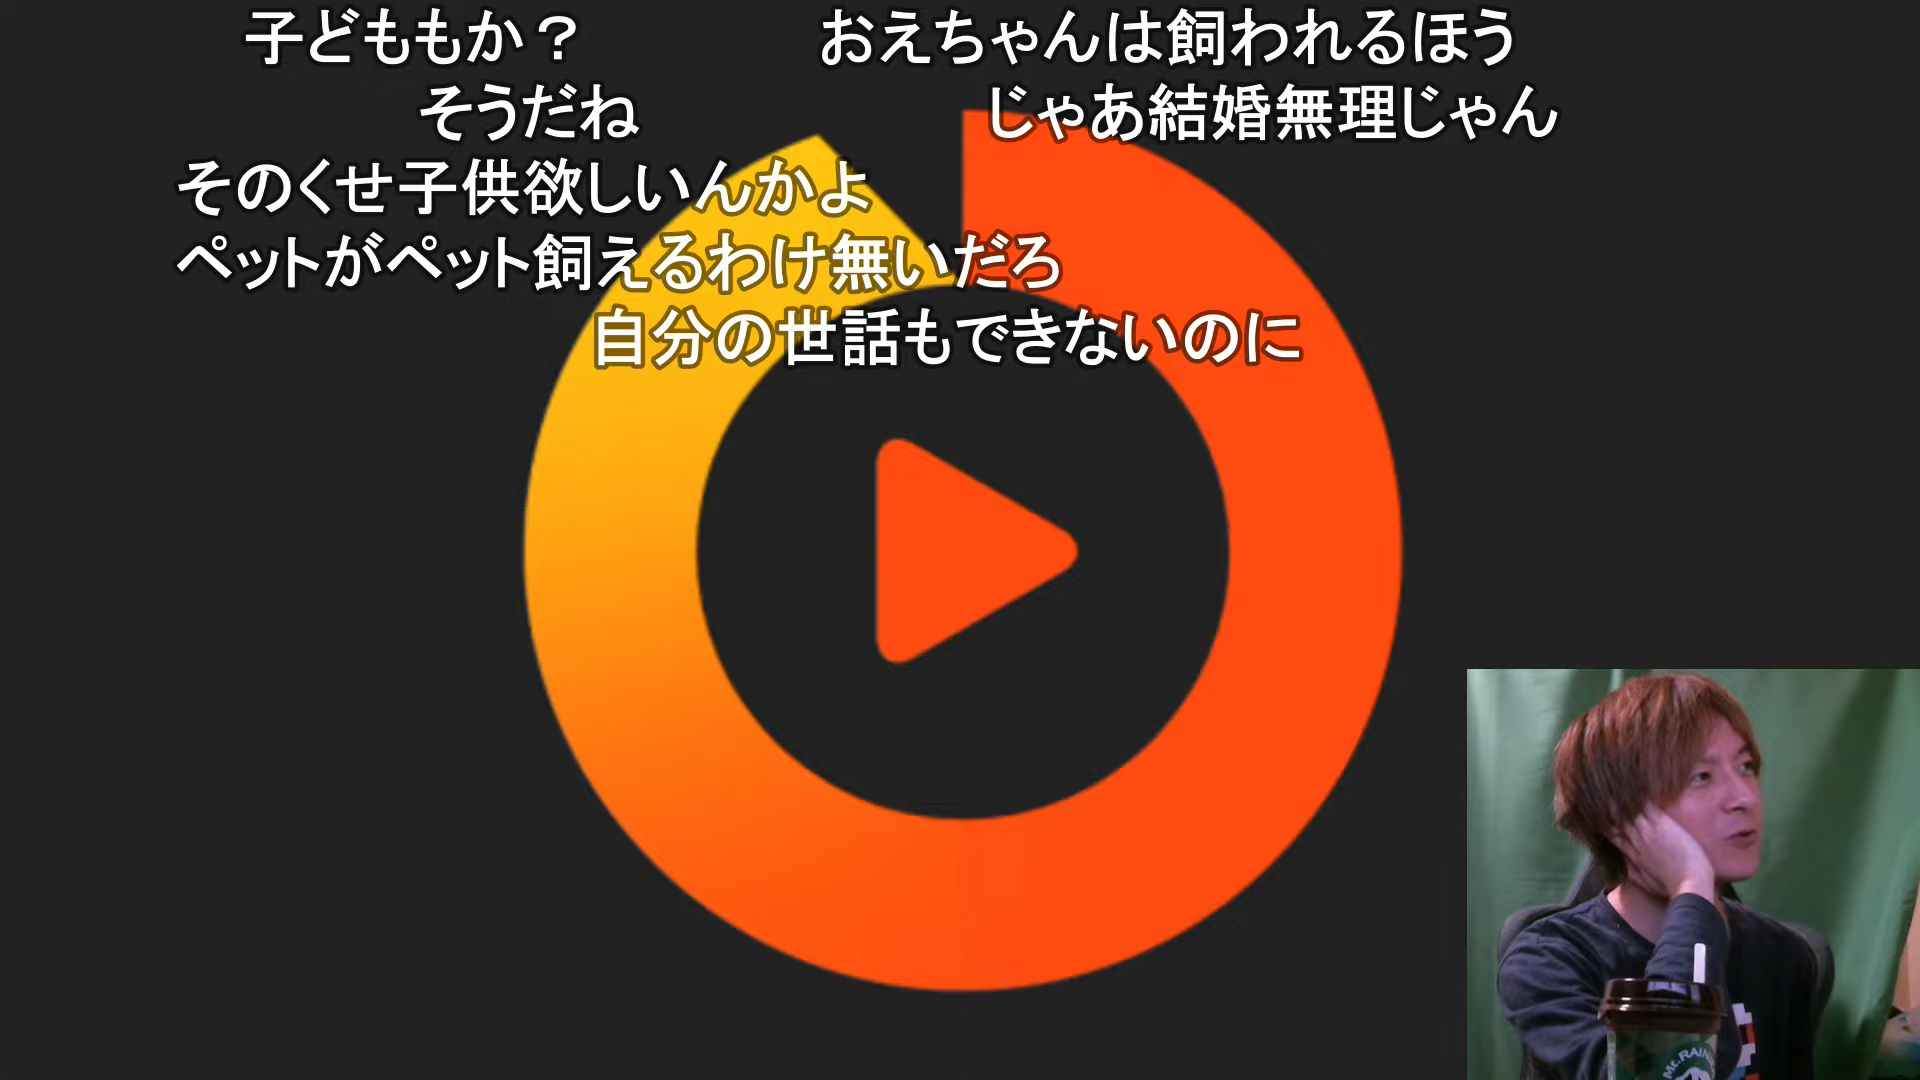 子どももか？
おえちゃんは飼われるほう
そうだね
じゃあ結婚無理じゃん
そのくせ子供欲しいんかよ
ペットがペット飼えるわけ無いだろ
自分の世話もできないのに